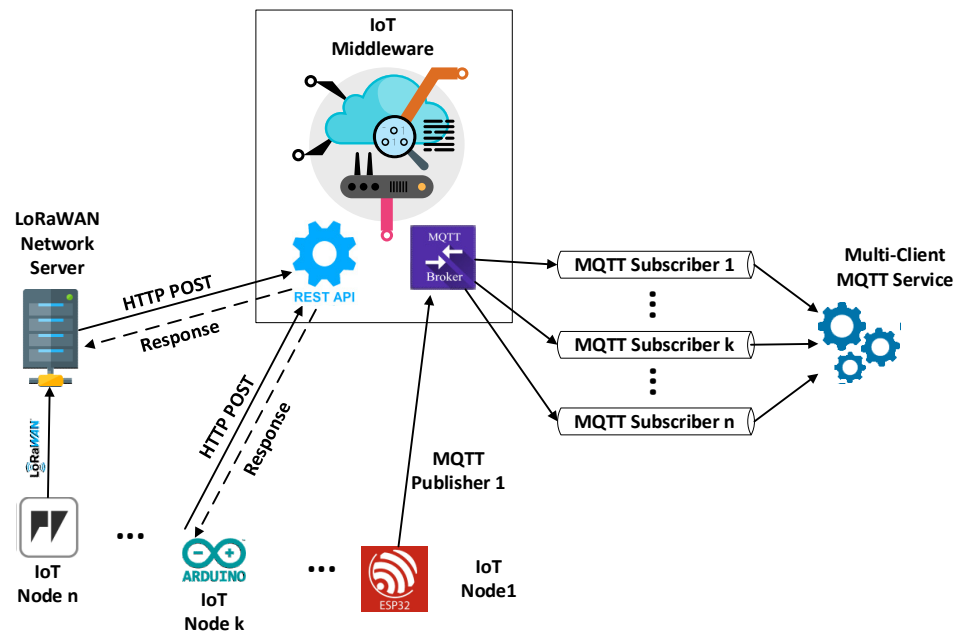 IoT
Middleware
LoRaWAN
Network
Server
MQTT
Broker
REST API
HTTP POST
Response
MQTT Subscriber 1
MQTT Subscriber k
MQTT Subscriber n
Multi-Client
MQTT Service
HTTP POST
Response
MQTT
Publisher 1
LoRaWAN
IoT
Node n
ARDUINO
IoT
Node k
ESP32
IoT
Node1